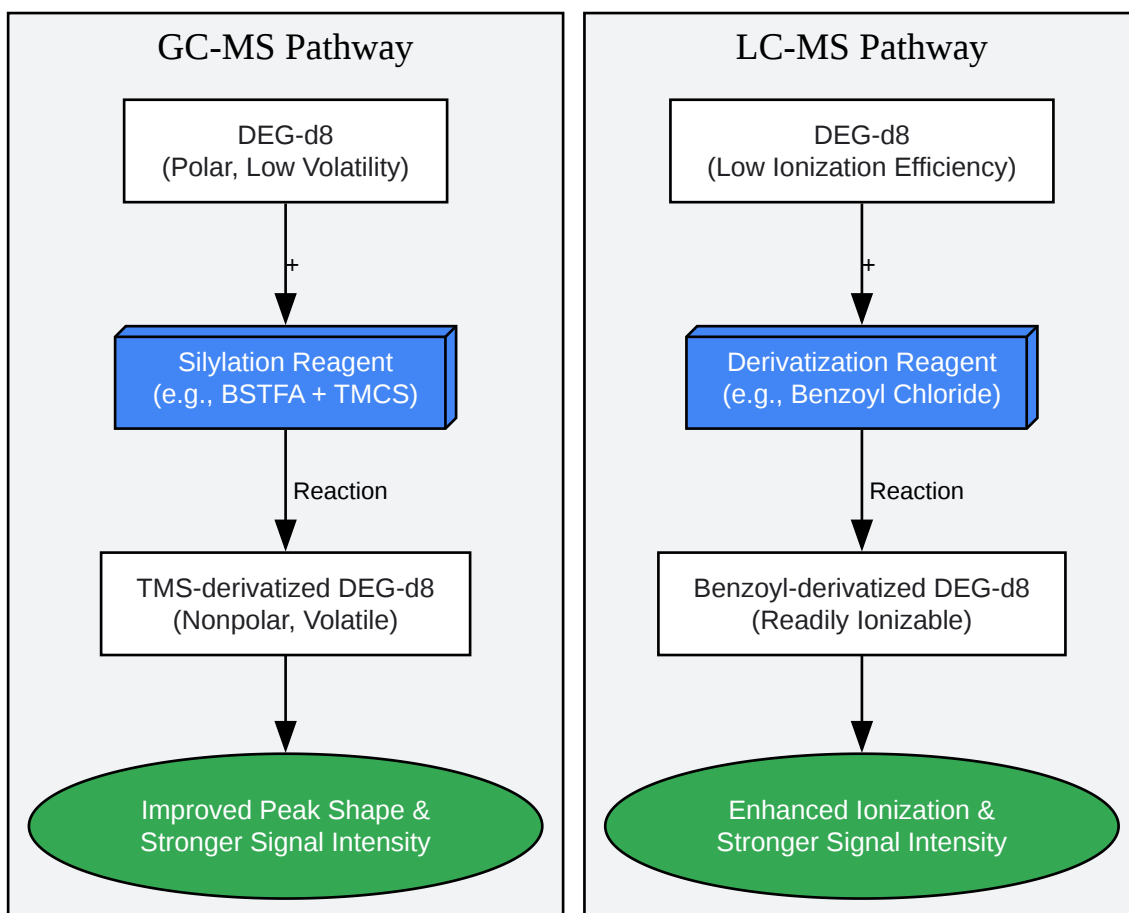 GC-MS Pathway
DEG-d8
(Polar, Low Volatility)
+
Silylation Reagent
(e.g., BSTFA + TMCS)
Reaction
TMS-derivatized DEG-d8
(Nonpolar, Volatile)
Improved Peak Shape &
Stronger Signal Intensity
LC-MS Pathway
DEG-d8
(Low Ionization Efficiency)
+
Derivatization Reagent
(e.g., Benzoyl Chloride)
Reaction
Benzoyl-derivatized DEG-d8
(Readily Ionizable)
Enhanced Ionization &
Stronger Signal Intensity